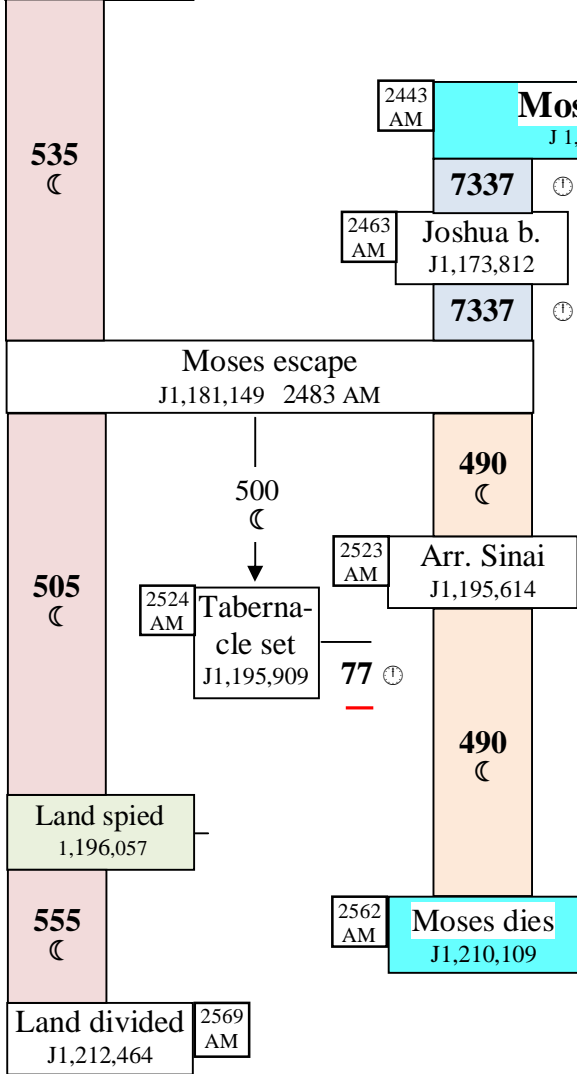 2443
AM
Mos
J 1,
535
☾
7337
2463
AM
Joshua b.
J1,173,812
7337
Moses escape
J1,181,149 2483 AM
490
☾
500
☾
2523
AM
Arr. Sinai
J1,195,614
505
☾
2524
AM
Taberna-
cle set
J1,195,909
77
490
☾
Land spied
1,196,057
555
☾
2562
AM
Moses dies
J1,210,109
Land divided
J1,212,464
2569
AM